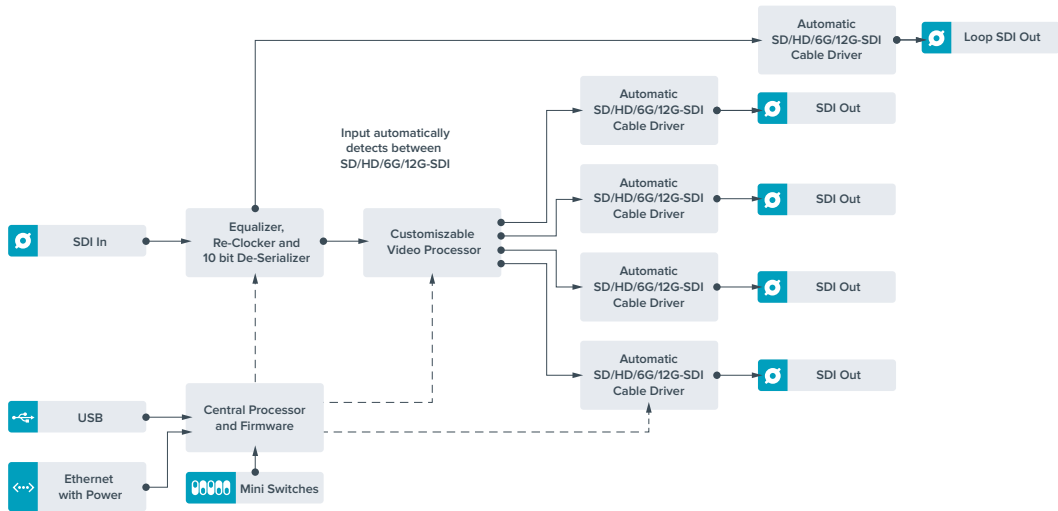 Automatic
SD/HD/6G/12G-SDI
Cable Driver
Loop SDI Out
Automatic
SD/HD/6G/12G-SDI
Cable Driver
SDI Out
Input automatically
detects between
SD/HD/6G/12G-SDI
Automatic
SD/HD/6G/12G-SDI
Cable Driver
SDI Out
SDI In
Equalizer,
Re-Clocker and
10 bit De-Serializer
Customiszable
Video Processor
Automatic
SD/HD/6G/12G-SDI
Cable Driver
SDI Out
Automatic
SD/HD/6G/12G-SDI
Cable Driver
SDI Out
USB
Central Processor
and Firmware
Ethernet
with Power
Mini Switches